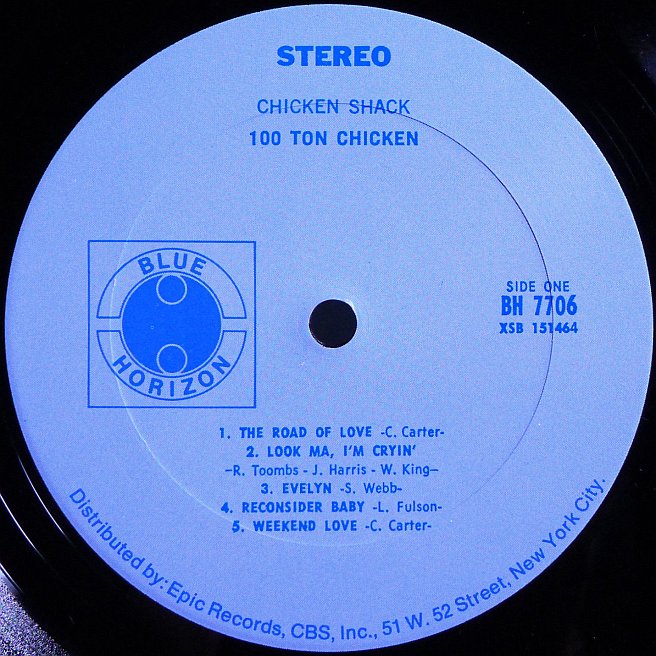 STEREO
CHICKEN SHACK
100 TON CHICKEN
BLUE
HORIZON
SIDE ONE
BH 7706
XSB 151464
1. THE ROAD OF LOVE -C. Carter-
2. LOOK MA, I'M CRYIN'
-R. Toombs - J. Harris - W. King-
3. EVELYN -S. Webb-
4. RECONSIDER BABY -L. Fulson-
5. WEEKEND LOVE -C. Carter-
Distributed by: Epic Records, CBS, Inc., 51 W. 52 Street, New York City.